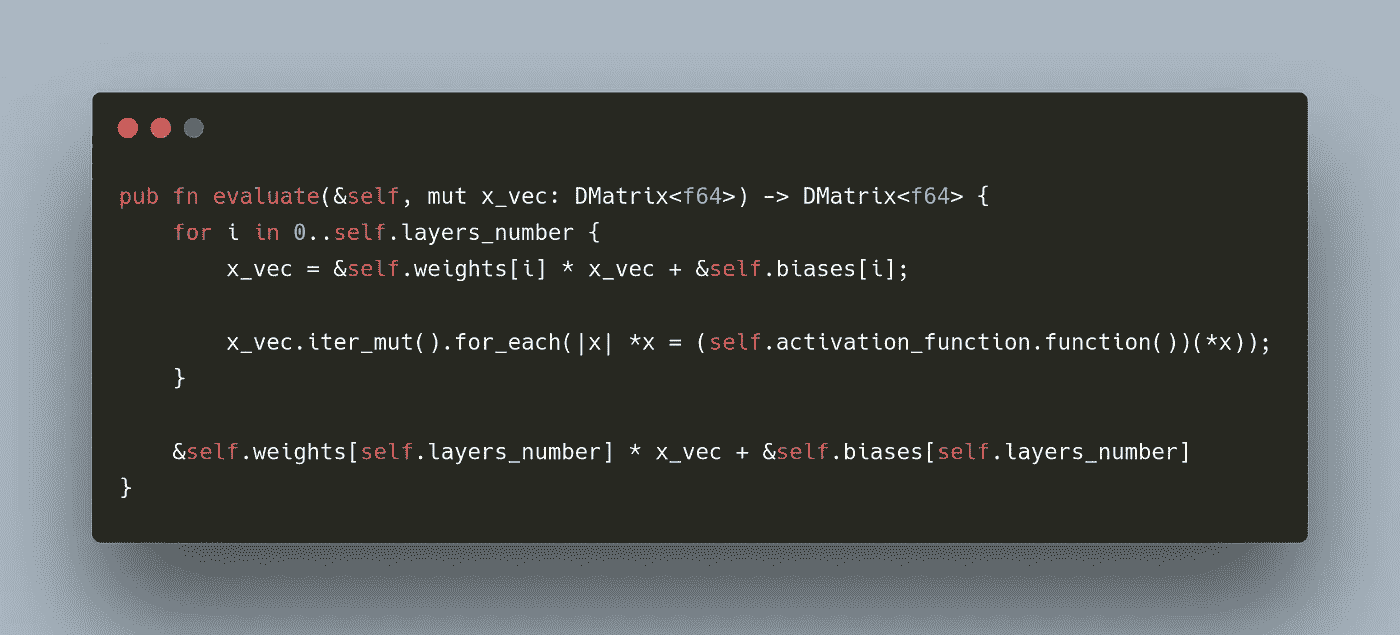 pub fn evaluate(&self, mut x_vec: DMatrix<f64>) -> DMatrix<f64> {
    for i in 0..self.layers_number {
        x_vec = &self.weights[i] * x_vec + &self.biases[i];

        x_vec.iter_mut().for_each(|x| *x = (self.activation_function.function())(*x));
    }

    &self.weights[self.layers_number] * x_vec + &self.biases[self.layers_number]
}